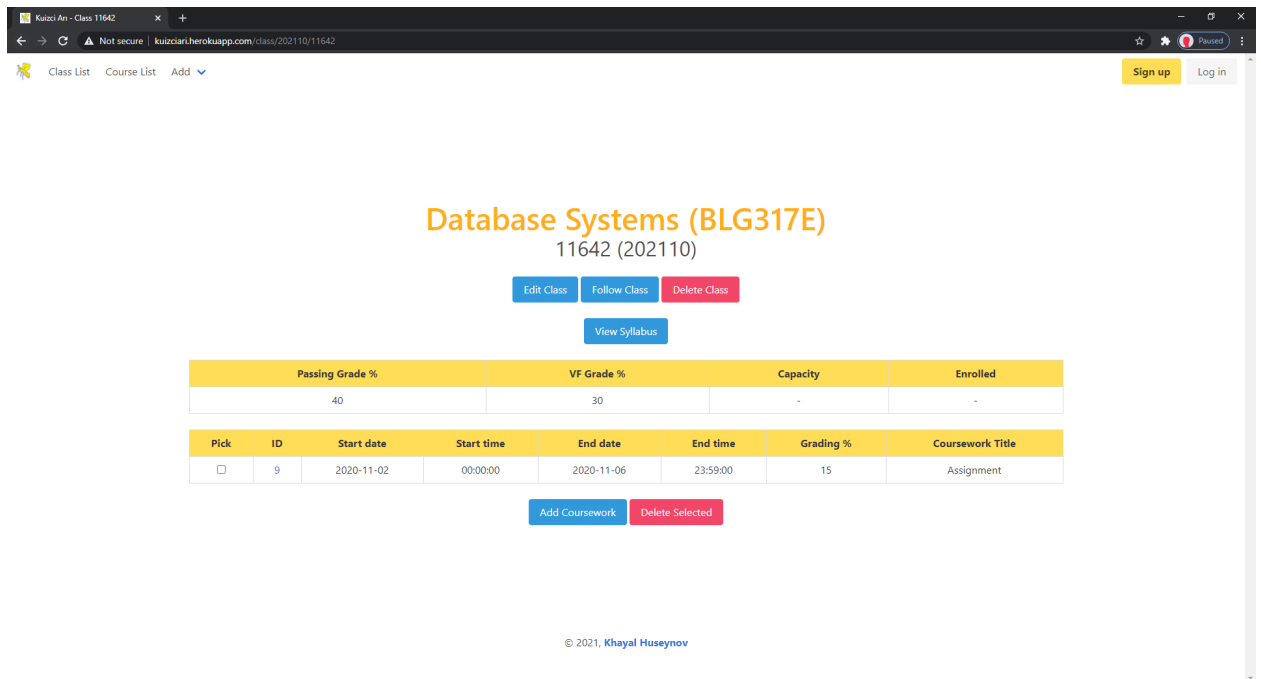 Kuizci Arı - Class 11642
Not secure kuizciari.herokuapp.com/class/202110/11642 Paused
Class List Course List Add Sign up Log in
Database Systems (BLG317E)
11642 (202110)
Edit Class Follow Class Delete Class
View Syllabus
Passing Grade % VF Grade % Capacity Enrolled
40 30 - -
Pick ID Start date Start time End date End time Grading % Coursework Title
9 2020-11-02 00:00:00 2020-11-06 23:59:00 15 Assignment
Add Coursework Delete Selected
© 2021, Khayal Huseynov